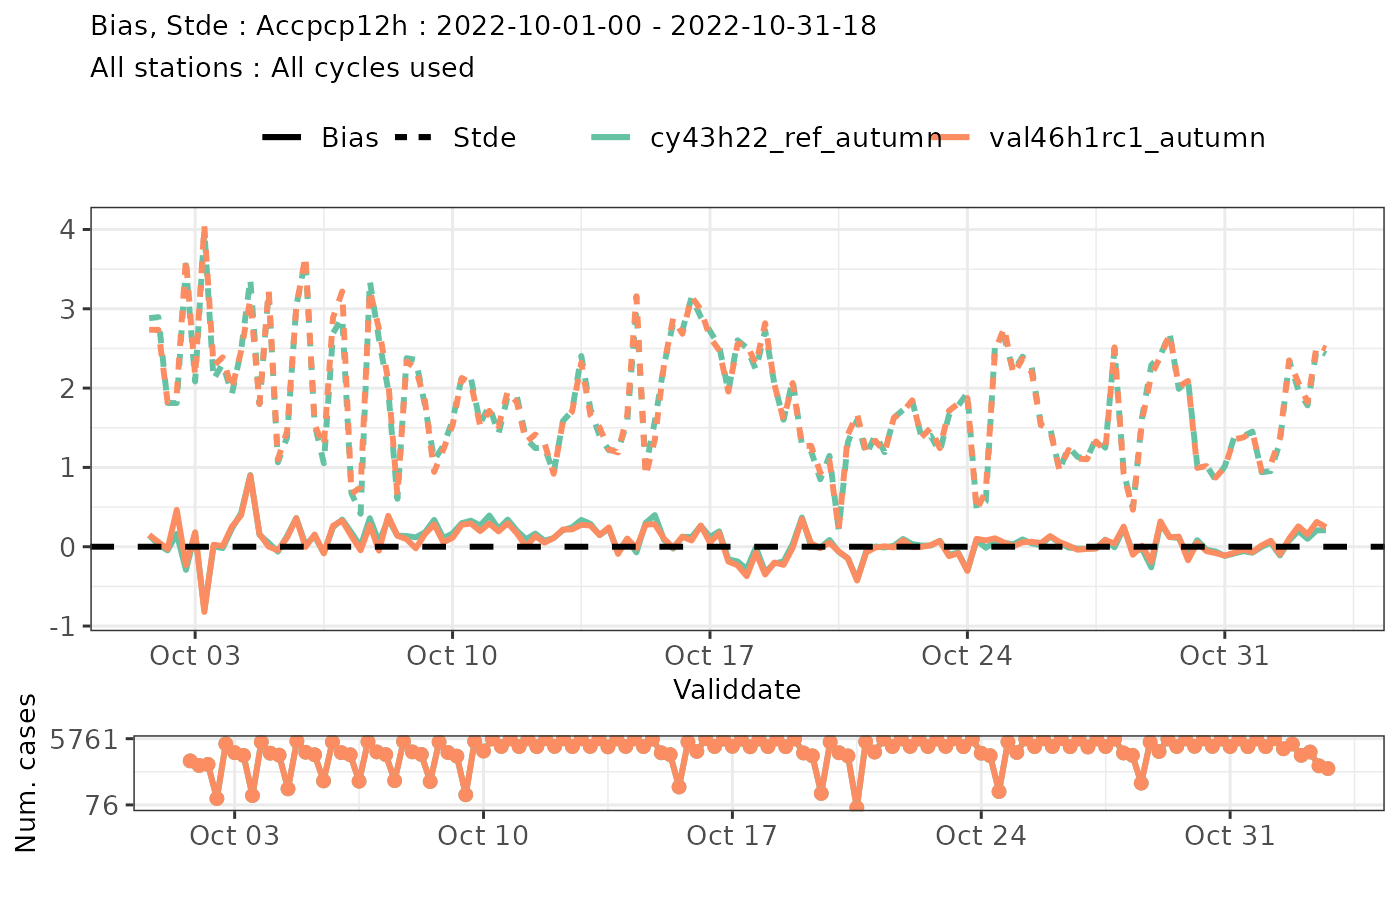 Bias, Stde : Accpcp12h : 2022-10-01-00 - 2022-10-31-18
All stations : All cycles used
Bias Stde cy43h22_ref_autumn val46h1rc1_autumn
4
3
2
1
0
-1
Oct 03 Oct 10 Oct 17 Oct 24 Oct 31
Validdate
Num. cases
5761
76
Oct 03 Oct 10 Oct 17 Oct 24 Oct 31